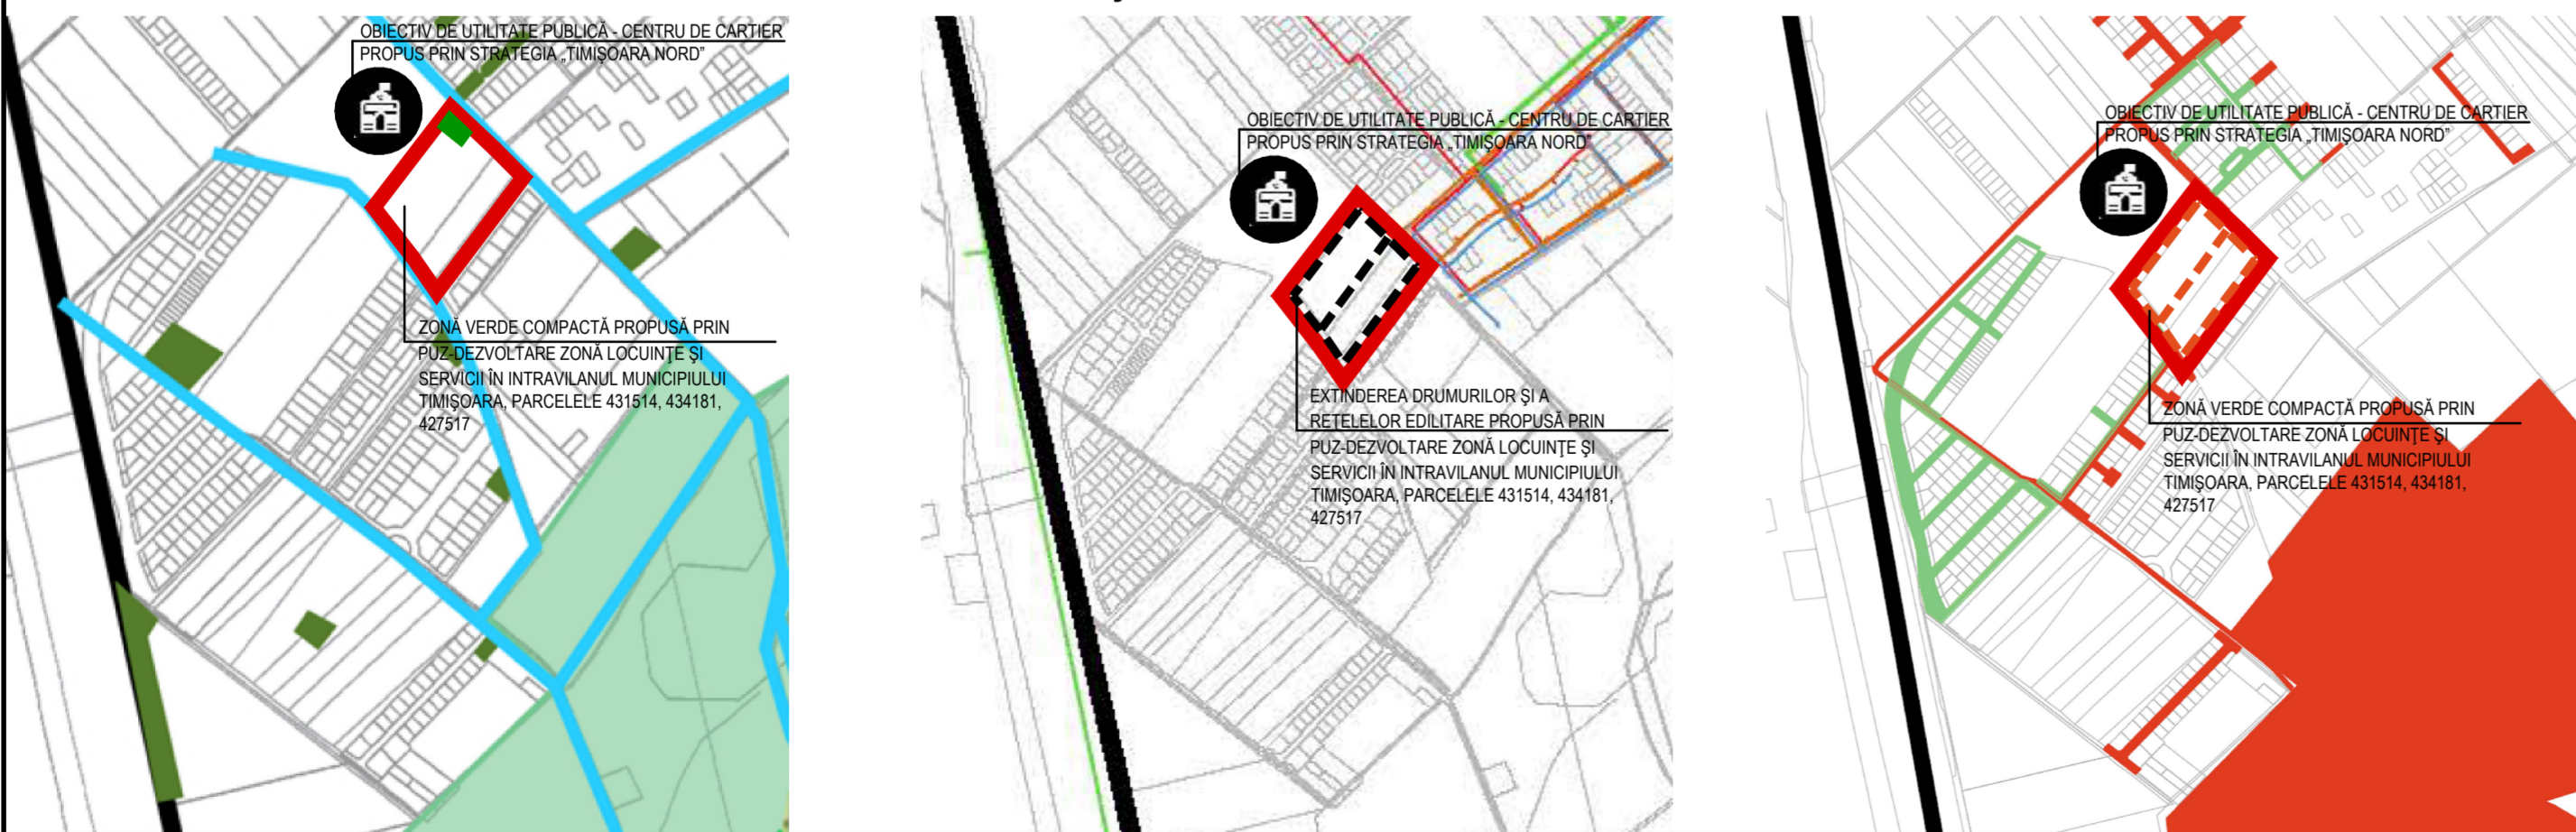 OBIECTIV DE UTILITATE PUBLICĂ - CENTRU DE CARTIER
PROPUS PRIN STRATEGIA „TIMIŞOARA NORD”
ZONĂ VERDE COMPACTĂ PROPUSĂ PRIN
PUZ-DEZVOLTARE ZONĂ LOCUINŢE ŞI
SERVICII ÎN INTRAVILANUL MUNICIPIULUI
TIMIŞOARA, PARCELELE 431514, 434181,
427517
OBIECTIV DE UTILITATE PUBLICĂ - CENTRU DE CARTIER
PROPUS PRIN STRATEGIA „TIMIŞOARA NORD”
EXTINDEREA DRUMURILOR ŞI A
REŢELELOR EDILITARE PROPUSĂ PRIN
PUZ-DEZVOLTARE ZONĂ LOCUINŢE ŞI
SERVICII ÎN INTRAVILANUL MUNICIPIULUI
TIMIŞOARA, PARCELELE 431514, 434181,
427517
OBIECTIV DE UTILITATE PUBLICĂ - CENTRU DE CARTIER
PROPUS PRIN STRATEGIA „TIMIŞOARA NORD”
ZONĂ VERDE COMPACTĂ PROPUSĂ PRIN
PUZ-DEZVOLTARE ZONĂ LOCUINŢE ŞI
SERVICII ÎN INTRAVILANUL MUNICIPIULUI
TIMIŞOARA, PARCELELE 431514, 434181,
427517